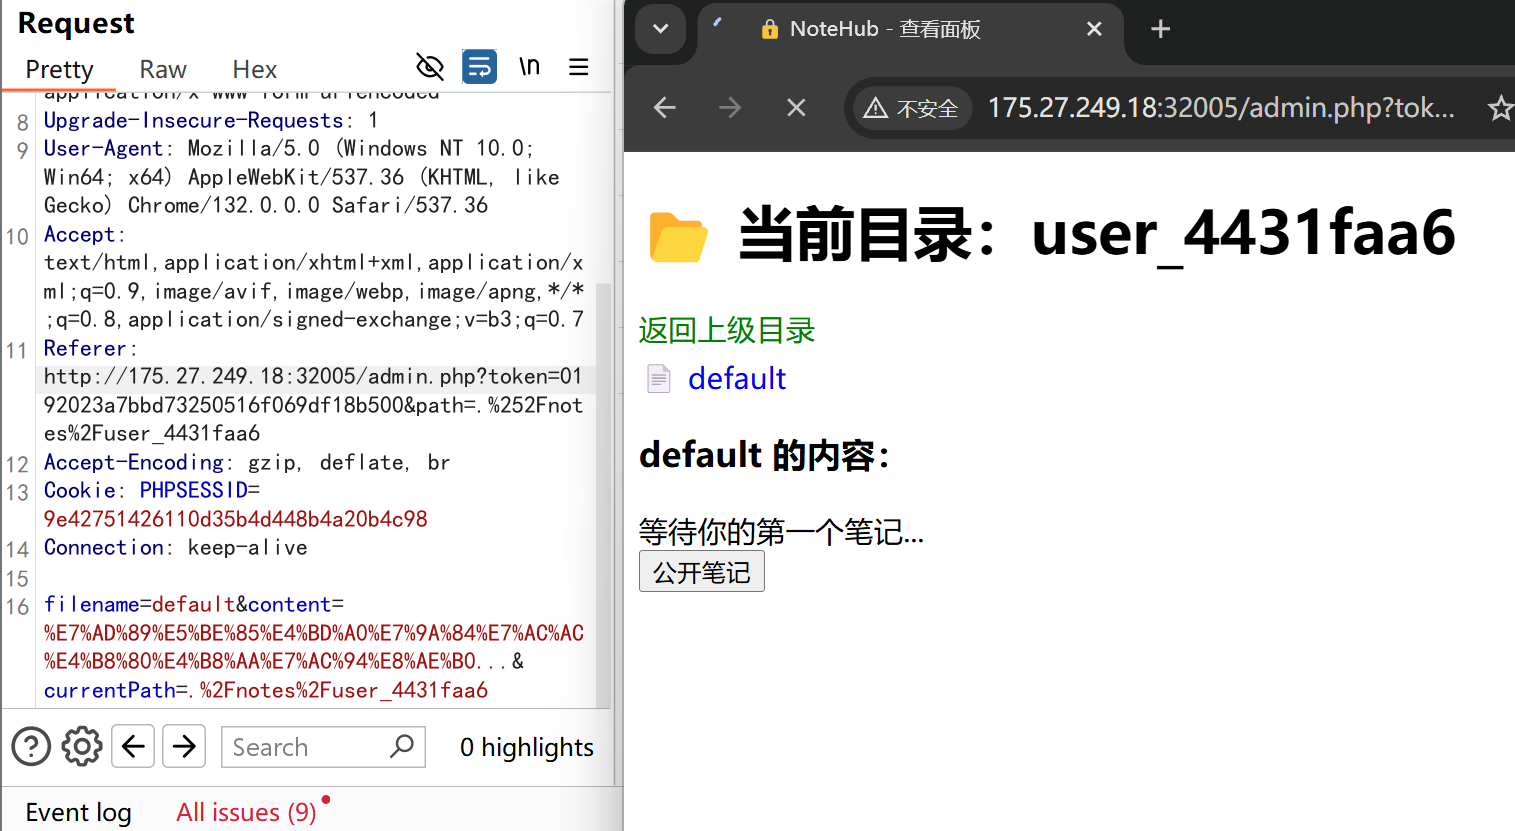 Request
Pretty Raw Hex \n
application/x-www-form-urlencoded
8 Upgrade-Insecure-Requests: 1
9 User-Agent: Mozilla/5.0 (Windows NT 10.0;
Win64; x64) AppleWebKit/537.36 (KHTML, like
Gecko) Chrome/132.0.0.0 Safari/537.36
10 Accept:
text/html,application/xhtml+xml,application/x
ml;q=0.9,image/avif,image/webp,image/apng,*/*
;q=0.8,application/signed-exchange;v=b3;q=0.7
11 Referer:
http://175.27.249.18:32005/admin.php?token=01
92023a7bbd73250516f069df18b500&path=.%252Fnot
es%2Fuser_4431faa6
12 Accept-Encoding: gzip, deflate, br
13 Cookie: PHPSESSID=
9e42751426110d35b4d448b4a20b4c98
14 Connection: keep-alive
15
16 filename=default&content=
%E7%AD%89%E5%BE%85%E4%BD%A0%E7%9A%84%E7%AC%AC
%E4%B8%80%E4%B8%AA%E7%AC%94%E8%AE%B0...&
currentPath=.%2Fnotes%2Fuser_4431faa6
Search 0 highlights
Event log All issues (9)
NoteHub - 查看面板
不安全 175.27.249.18:32005/admin.php?tok...
当前目录：user_4431faa6
返回上级目录
default
default 的内容：
等待你的第一个笔记...
公开笔记